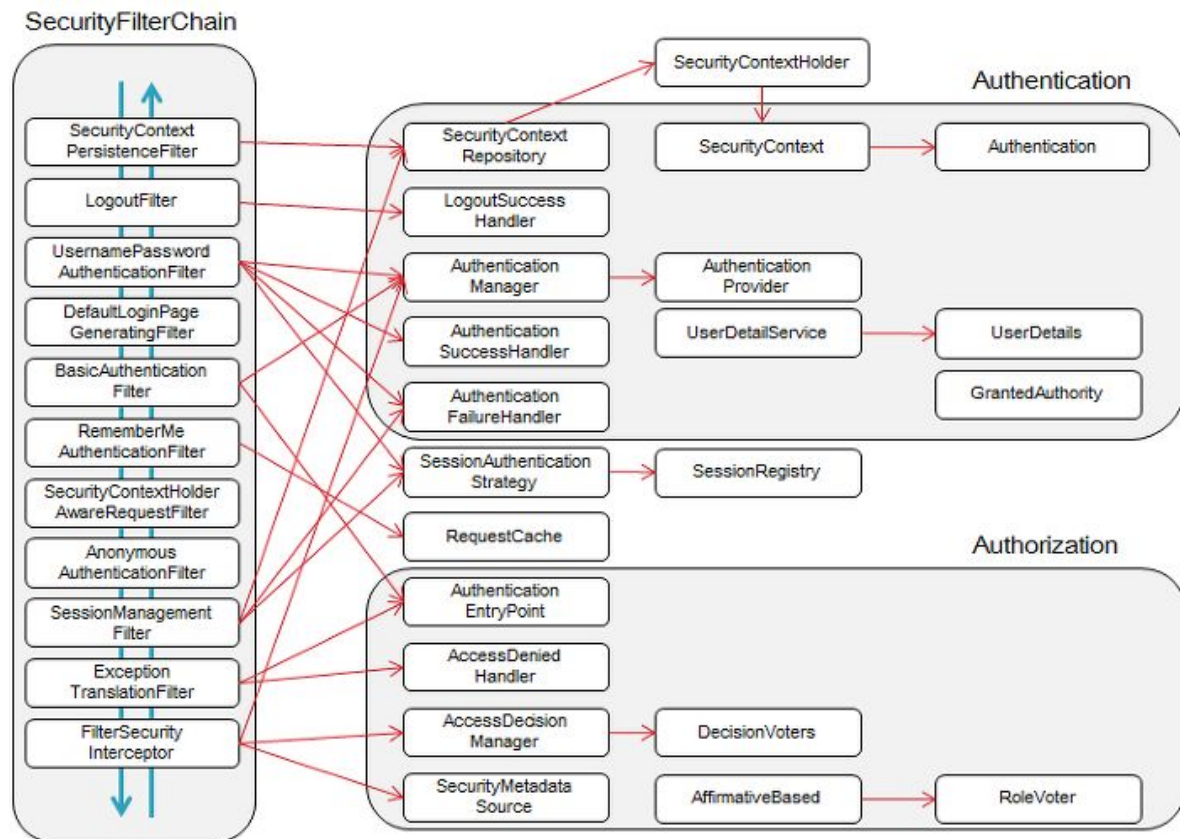 SecurityFilterChain
SecurityContext
PersistenceFilter
LogoutFilter
UsernamePassword
AuthenticationFilter
DefaultLoginPage
GeneratingFilter
BasicAuthentication
Filter
RememberMe
AuthenticationFilter
SecurityContextHolder
AwareRequestFilter
Anonymous
AuthenticationFilter
SessionManagement
Filter
Exception
TranslationFilter
FilterSecurity
Interceptor
SecurityContextHolder
Authentication
SecurityContext
Repository
SecurityContext
Authentication
LogoutSuccess
Handler
Authentication
Manager
Authentication
Provider
Authentication
SuccessHandler
UserDetailService
UserDetails
Authentication
FailureHandler
GrantedAuthority
SessionAuthentication
Strategy
SessionRegistry
RequestCache
Authorization
Authentication
EntryPoint
AccessDenied
Handler
AccessDecision
Manager
DecisionVoters
SecurityMetadata
Source
AffirmativeBased
RoleVoter